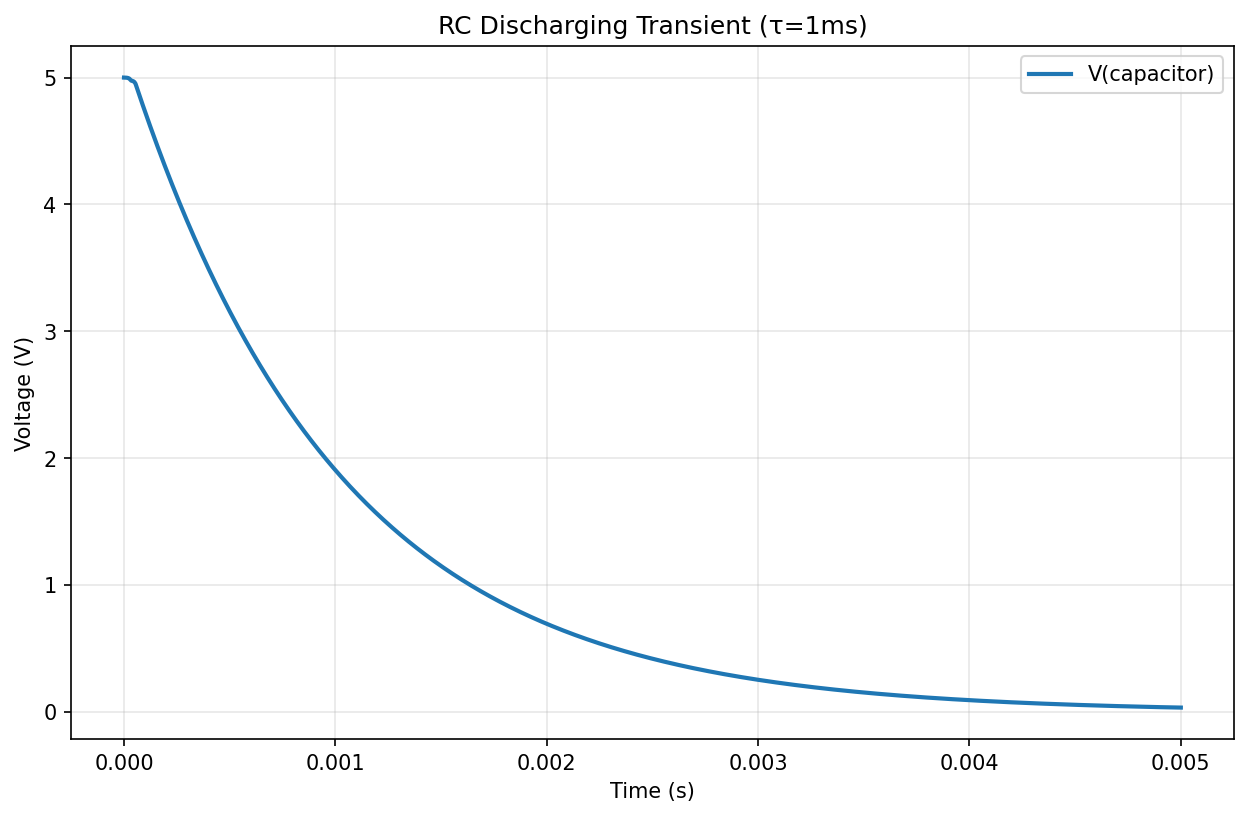 RC Discharging Transient (τ=1ms)
V(capacitor)
5
4
3
2
1
0
Voltage (V)
0.000 0.001 0.002 0.003 0.004 0.005
Time (s)